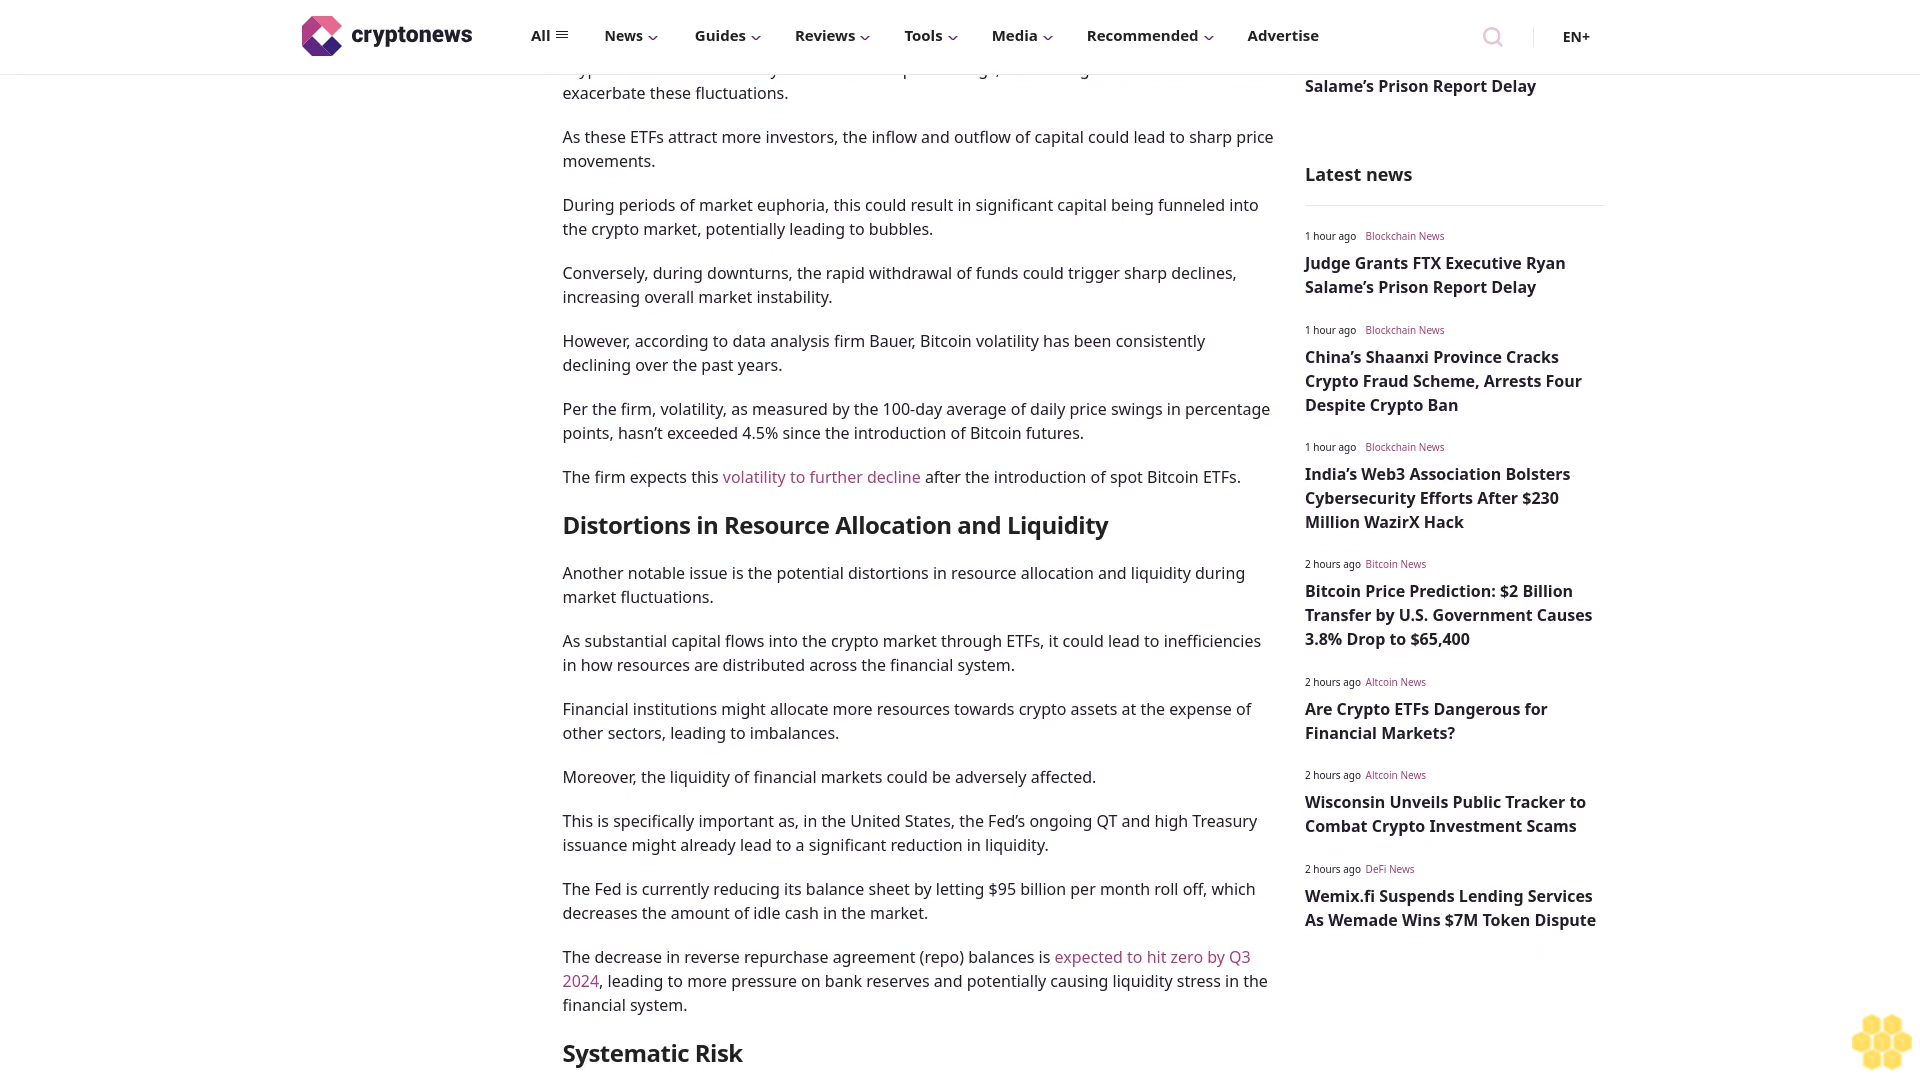 cryptonews
All
News
Guides
Reviews
Tools
Media
Recommended
Advertise
EN+
exacerbate these fluctuations.
As these ETFs attract more investors, the inflow and outflow of capital could lead to sharp price
movements.
During periods of market euphoria, this could result in significant capital being funneled into
the crypto market, potentially leading to bubbles.
Conversely, during downturns, the rapid withdrawal of funds could trigger sharp declines,
increasing overall market instability.
However, according to data analysis firm Bauer, Bitcoin volatility has been consistently
declining over the past years.
Per the firm, volatility, as measured by the 100-day average of daily price swings in percentage
points, hasn’t exceeded 4.5% since the introduction of Bitcoin futures.
The firm expects this volatility to further decline after the introduction of spot Bitcoin ETFs.
Distortions in Resource Allocation and Liquidity
Another notable issue is the potential distortions in resource allocation and liquidity during
market fluctuations.
As substantial capital flows into the crypto market through ETFs, it could lead to inefficiencies
in how resources are distributed across the financial system.
Financial institutions might allocate more resources towards crypto assets at the expense of
other sectors, leading to imbalances.
Moreover, the liquidity of financial markets could be adversely affected.
This is specifically important as, in the United States, the Fed’s ongoing QT and high Treasury
issuance might already lead to a significant reduction in liquidity.
The Fed is currently reducing its balance sheet by letting $95 billion per month roll off, which
decreases the amount of idle cash in the market.
The decrease in reverse repurchase agreement (repo) balances is expected to hit zero by Q3
2024, leading to more pressure on bank reserves and potentially causing liquidity stress in the
financial system.
Systematic Risk
Salame’s Prison Report Delay
Latest news
1 hour ago Blockchain News
Judge Grants FTX Executive Ryan
Salame’s Prison Report Delay
1 hour ago Blockchain News
China’s Shaanxi Province Cracks
Crypto Fraud Scheme, Arrests Four
Despite Crypto Ban
1 hour ago Blockchain News
India’s Web3 Association Bolsters
Cybersecurity Efforts After $230
Million WazirX Hack
2 hours ago Bitcoin News
Bitcoin Price Prediction: $2 Billion
Transfer by U.S. Government Causes
3.8% Drop to $65,400
2 hours ago Altcoin News
Are Crypto ETFs Dangerous for
Financial Markets?
2 hours ago Altcoin News
Wisconsin Unveils Public Tracker to
Combat Crypto Investment Scams
2 hours ago DeFi News
Wemix.fi Suspends Lending Services
As Wemade Wins $7M Token Dispute